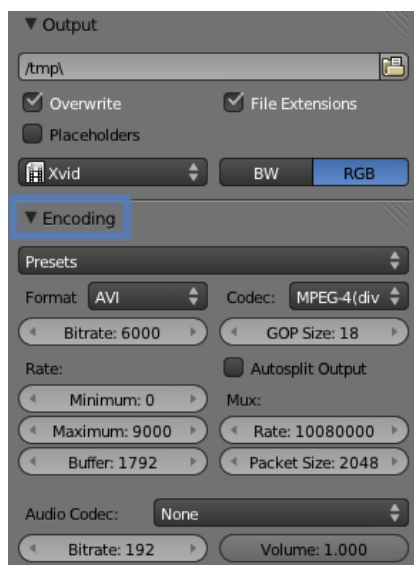 Output
/tmp\
Overwrite File Extensions
Placeholders
Xvid BW RGB
Encoding
Presets
Format AVI Codec: MPEG-4(div
Bitrate: 6000 GOP Size: 18
Rate: Autosplit Output
Minimum: 0 Mux:
Maximum: 9000 Rate: 10080000
Buffer: 1792 Packet Size: 2048
Audio Codec: None
Bitrate: 192 Volume: 1.000